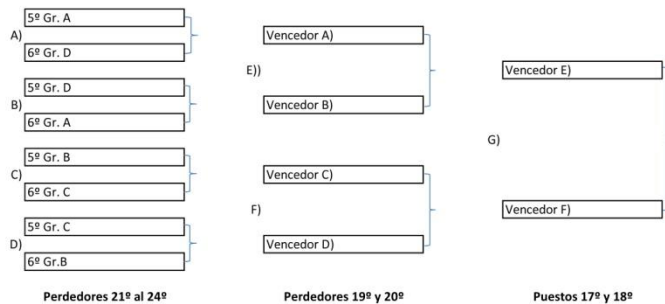 5º Gr. A
A)
6º Gr. D
5º Gr. D
B)
6º Gr. A
5º Gr. B
C)
6º Gr. C
5º Gr. C
D)
6º Gr.B
Perdedores 21º al 24º
Vencedor A)
E))
Vencedor B)
Vencedor C)
F)
Vencedor D)
Perdedores 19º y 20º
Vencedor E)
G)
Vencedor F)
Puestos 17º y 18º